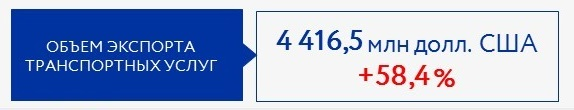 ОБЪЕМ ЭКСПОРТА
ТРАНСПОРТНЫХ УСЛУГ
4 416,5 млн долл. США
+58,4 %